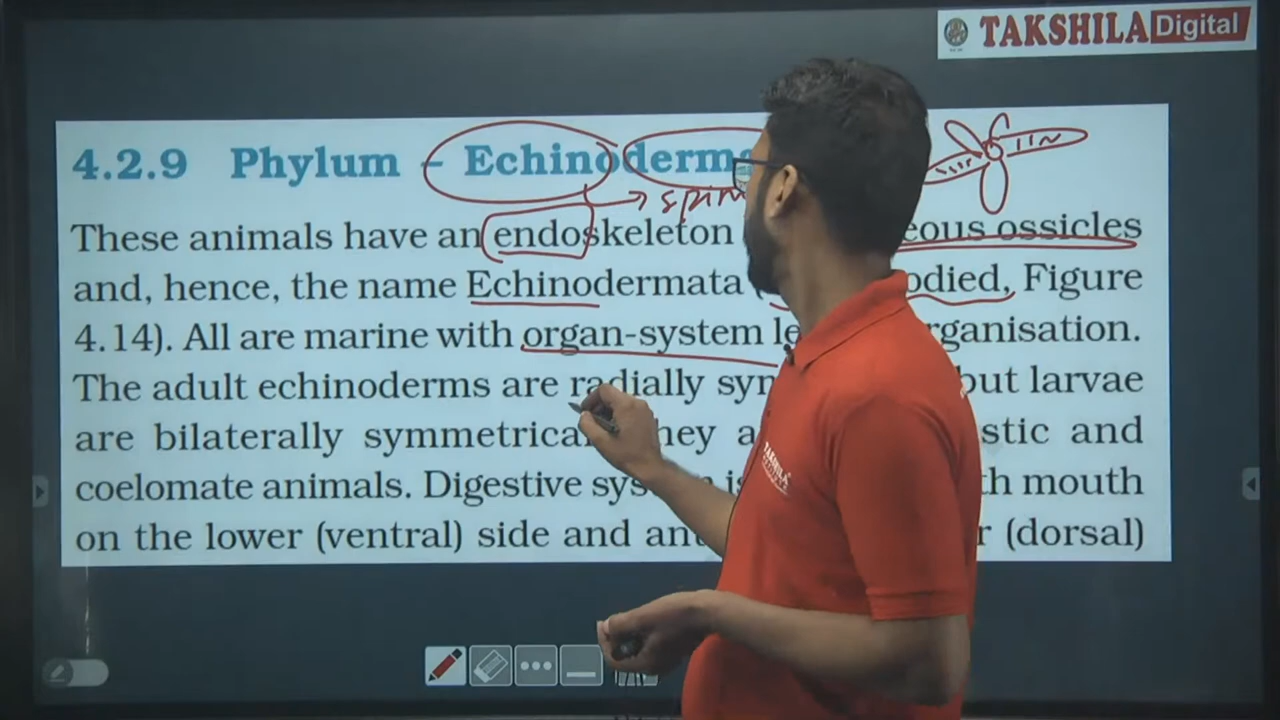 TAKSHILA Digital
4.2.9 Phylum – Echinoderm
spin
These animals have an endoskeleton eous ossicles
and, hence, the name Echinodermata ( odied, Figure
4.14). All are marine with organ-system le rganisation.
The adult echinoderms are radially sym but larvae
are bilaterally symmetrical hey a stic and
coelomate animals. Digestive system is th mouth
on the lower (ventral) side and an r (dorsal)
TAKSHILA